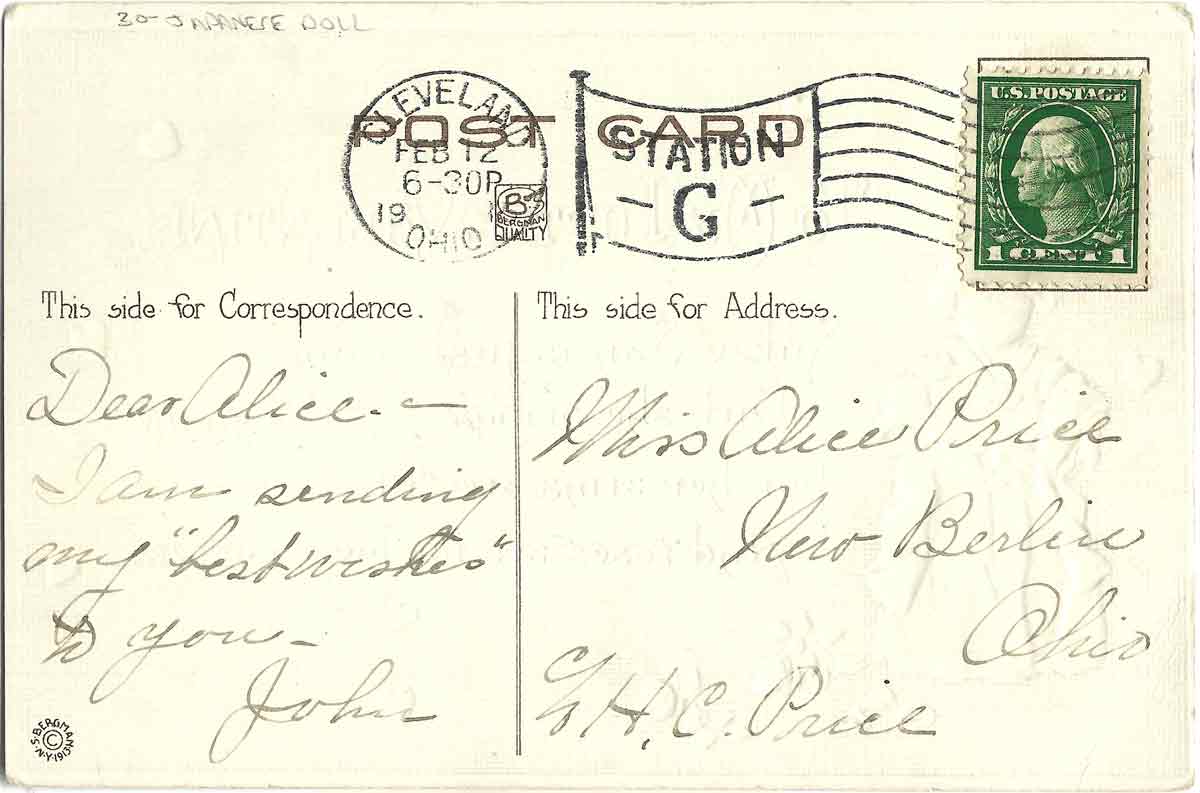 30- JAPANESE DOLL
POST CARD
CLEVELAND
FEB 12
6-30P
19
OHIO
B
BERGMAN
QUALITY
STATION
G
U.S. POSTAGE
1 CENT 1
This side for Correspondence.
Dear Alice.-
I am sending
my "best wishes"
to you-
John
This side for Address.
Miss Alice Price
New Berlin
Ohio
H. C. Price
S. BERGMAN
©
N.Y. 191